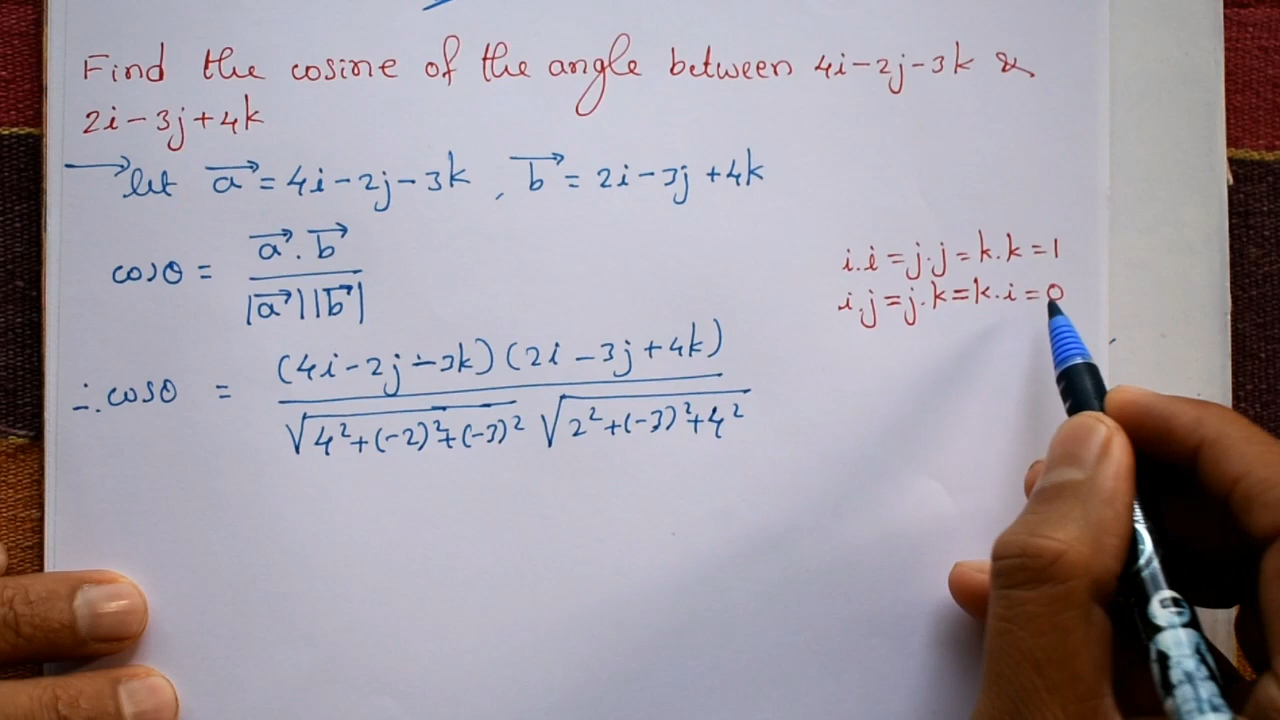 Find the cosine of the angle between 4i-2j-3k &
2i-3j+4k
→let a⃗ = 4i-2j-3k , b⃗ = 2i-3j+4k
cosθ = a⃗ . b⃗ / |a⃗||b⃗|
i.i = j.j = k.k = 1
i.j = j.k = k.i = 0
∴ cosθ = (4i-2j-3k)(2i-3j+4k) / √4²+(-2)²+(-3)² √2²+(-3)²+4²